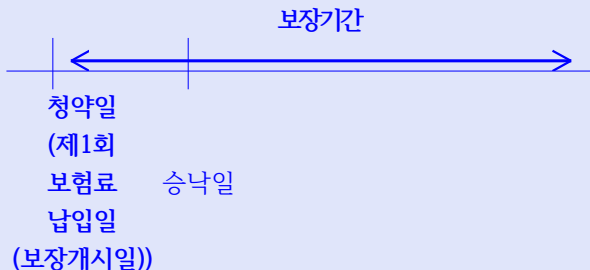 보장기간
청약일
(제1회
보험료
승낙일
납입일
(보장개시일))